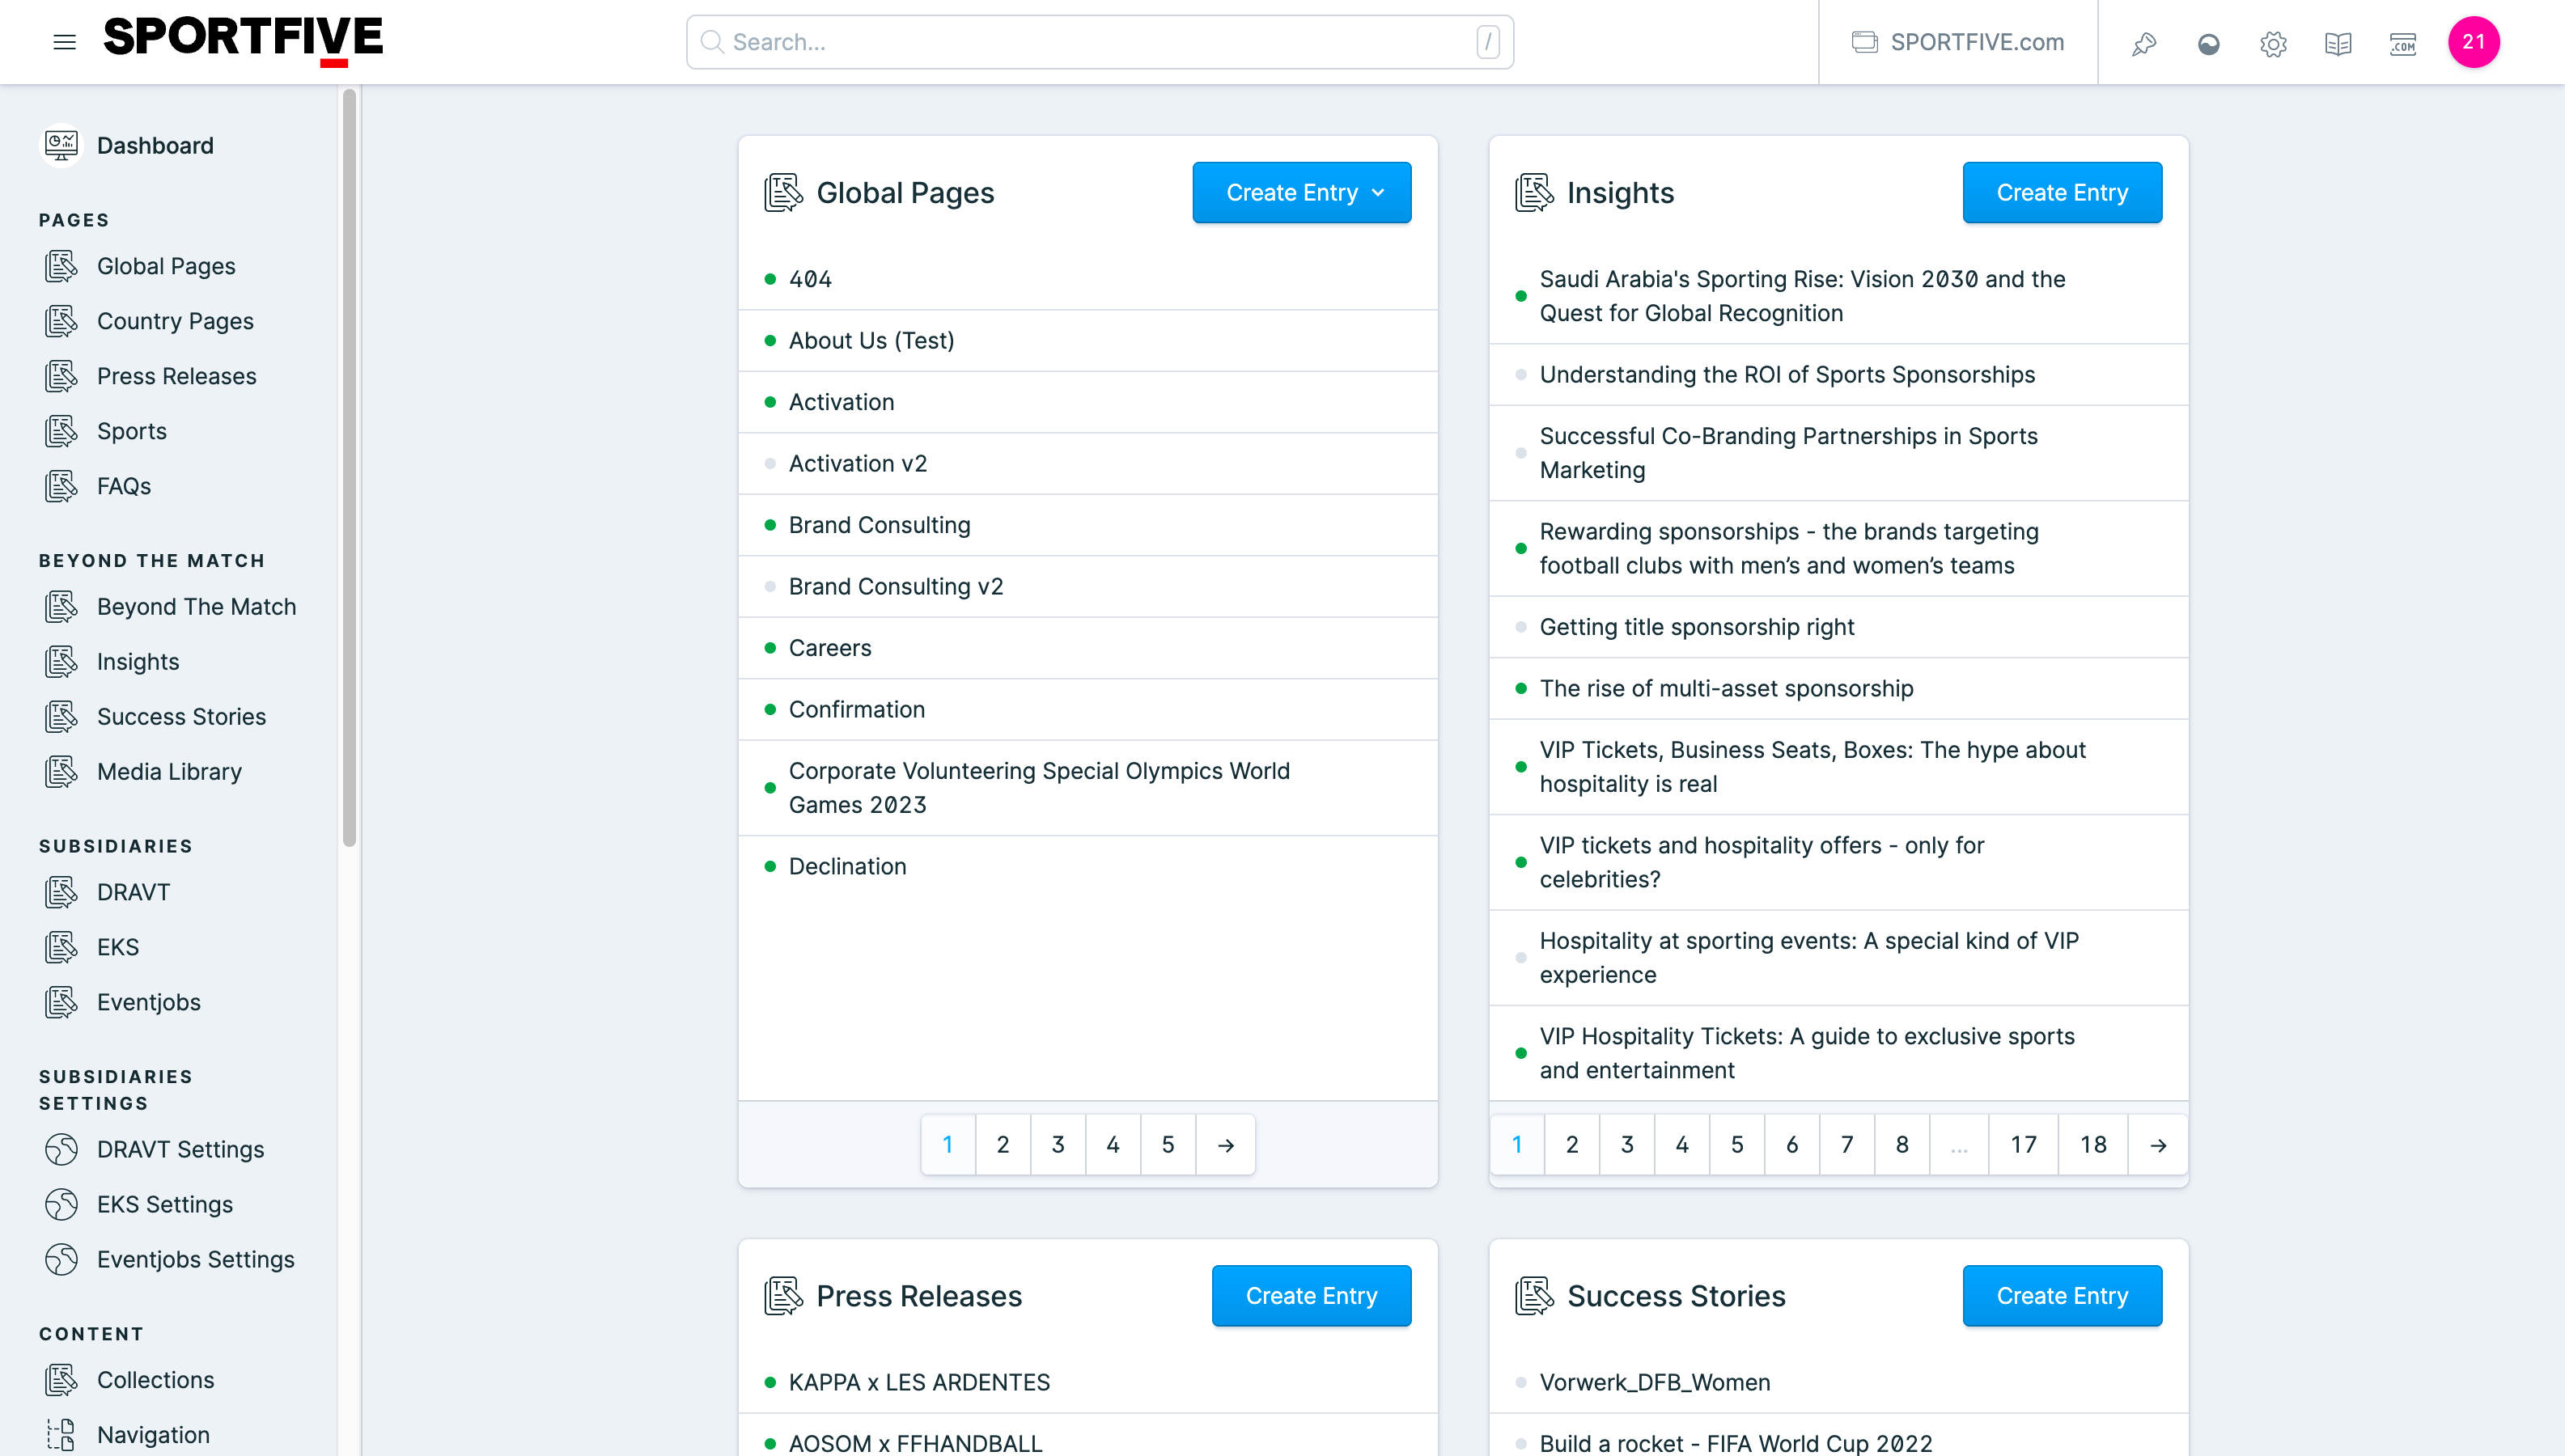 SPORTFIVE
Search...
/
SPORTFIVE.com
.COM
21
Dashboard
PAGES
Global Pages
Country Pages
Press Releases
Sports
FAQs
BEYOND THE MATCH
Beyond The Match
Insights
Success Stories
Media Library
SUBSIDIARIES
DRAVT
EKS
Eventjobs
SUBSIDIARIES
SETTINGS
DRAVT Settings
EKS Settings
Eventjobs Settings
CONTENT
Collections
Navigation
Global Pages
Create Entry
404
About Us (Test)
Activation
Activation v2
Brand Consulting
Brand Consulting v2
Careers
Confirmation
Corporate Volunteering Special Olympics World
Games 2023
Declination
1 2 3 4 5 →
Insights
Create Entry
Saudi Arabia's Sporting Rise: Vision 2030 and the
Quest for Global Recognition
Understanding the ROI of Sports Sponsorships
Successful Co-Branding Partnerships in Sports
Marketing
Rewarding sponsorships - the brands targeting
football clubs with men’s and women’s teams
Getting title sponsorship right
The rise of multi-asset sponsorship
VIP Tickets, Business Seats, Boxes: The hype about
hospitality is real
VIP tickets and hospitality offers - only for
celebrities?
Hospitality at sporting events: A special kind of VIP
experience
VIP Hospitality Tickets: A guide to exclusive sports
and entertainment
1 2 3 4 5 6 7 8 ... 17 18 →
Press Releases
Create Entry
KAPPA x LES ARDENTES
AOSOM x FFHANDBALL
Success Stories
Create Entry
Vorwerk_DFB_Women
Build a rocket - FIFA World Cup 2022